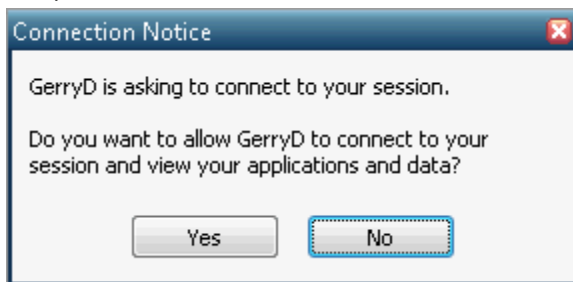 Connection Notice
GerryD is asking to connect to your session.
Do you want to allow GerryD to connect to your
session and view your applications and data?
Yes No